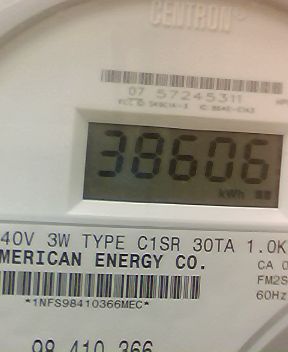 CENTRON®
07 57245311
38606
kWh
40V 3W TYPE C1SR 30TA 1.0K
MERICAN ENERGY CO.
CA 0
FM2S
60Hz
*1NFS98410366MEC*
98 410 366